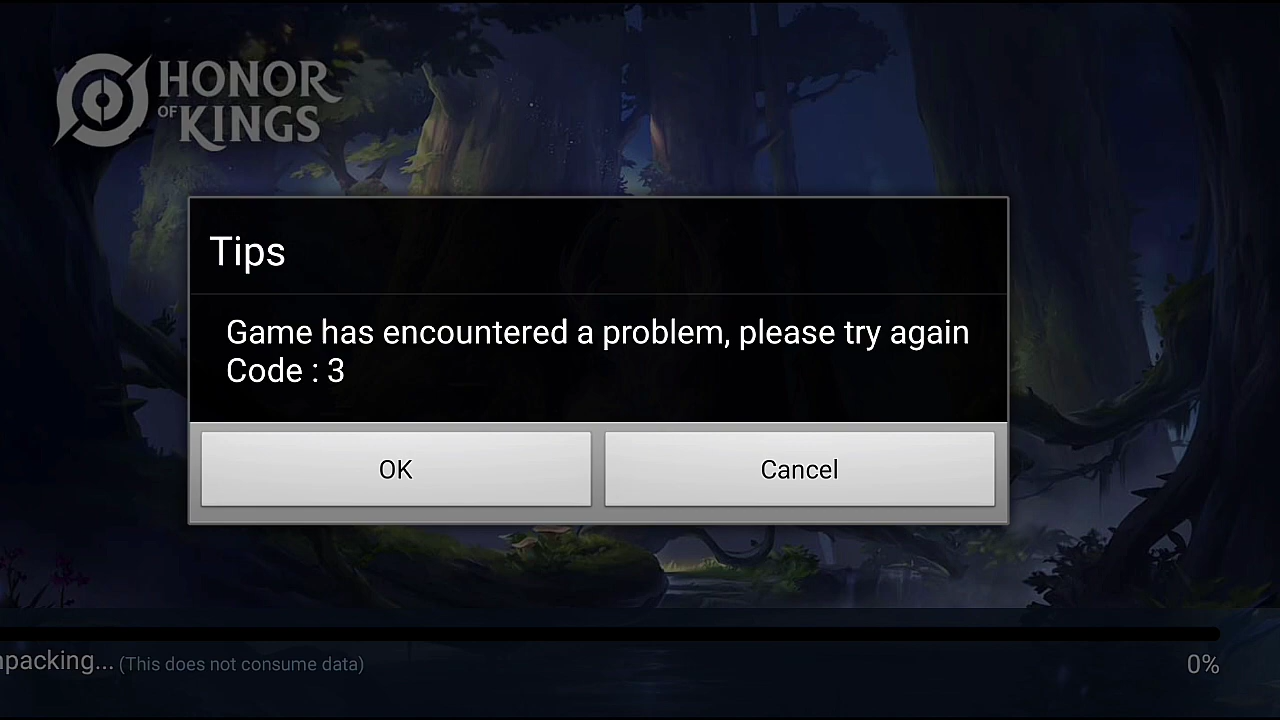 HONOR
OF KINGS
Tips
Game has encountered a problem, please try again
Code : 3
OK
Cancel
npacking... (This does not consume data)
0%